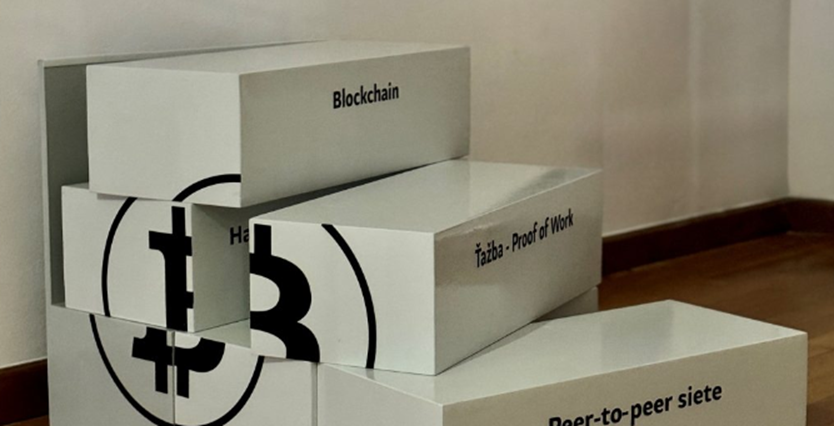 Blockchain
Ťažba - Proof of Work
Peer-to-peer siete